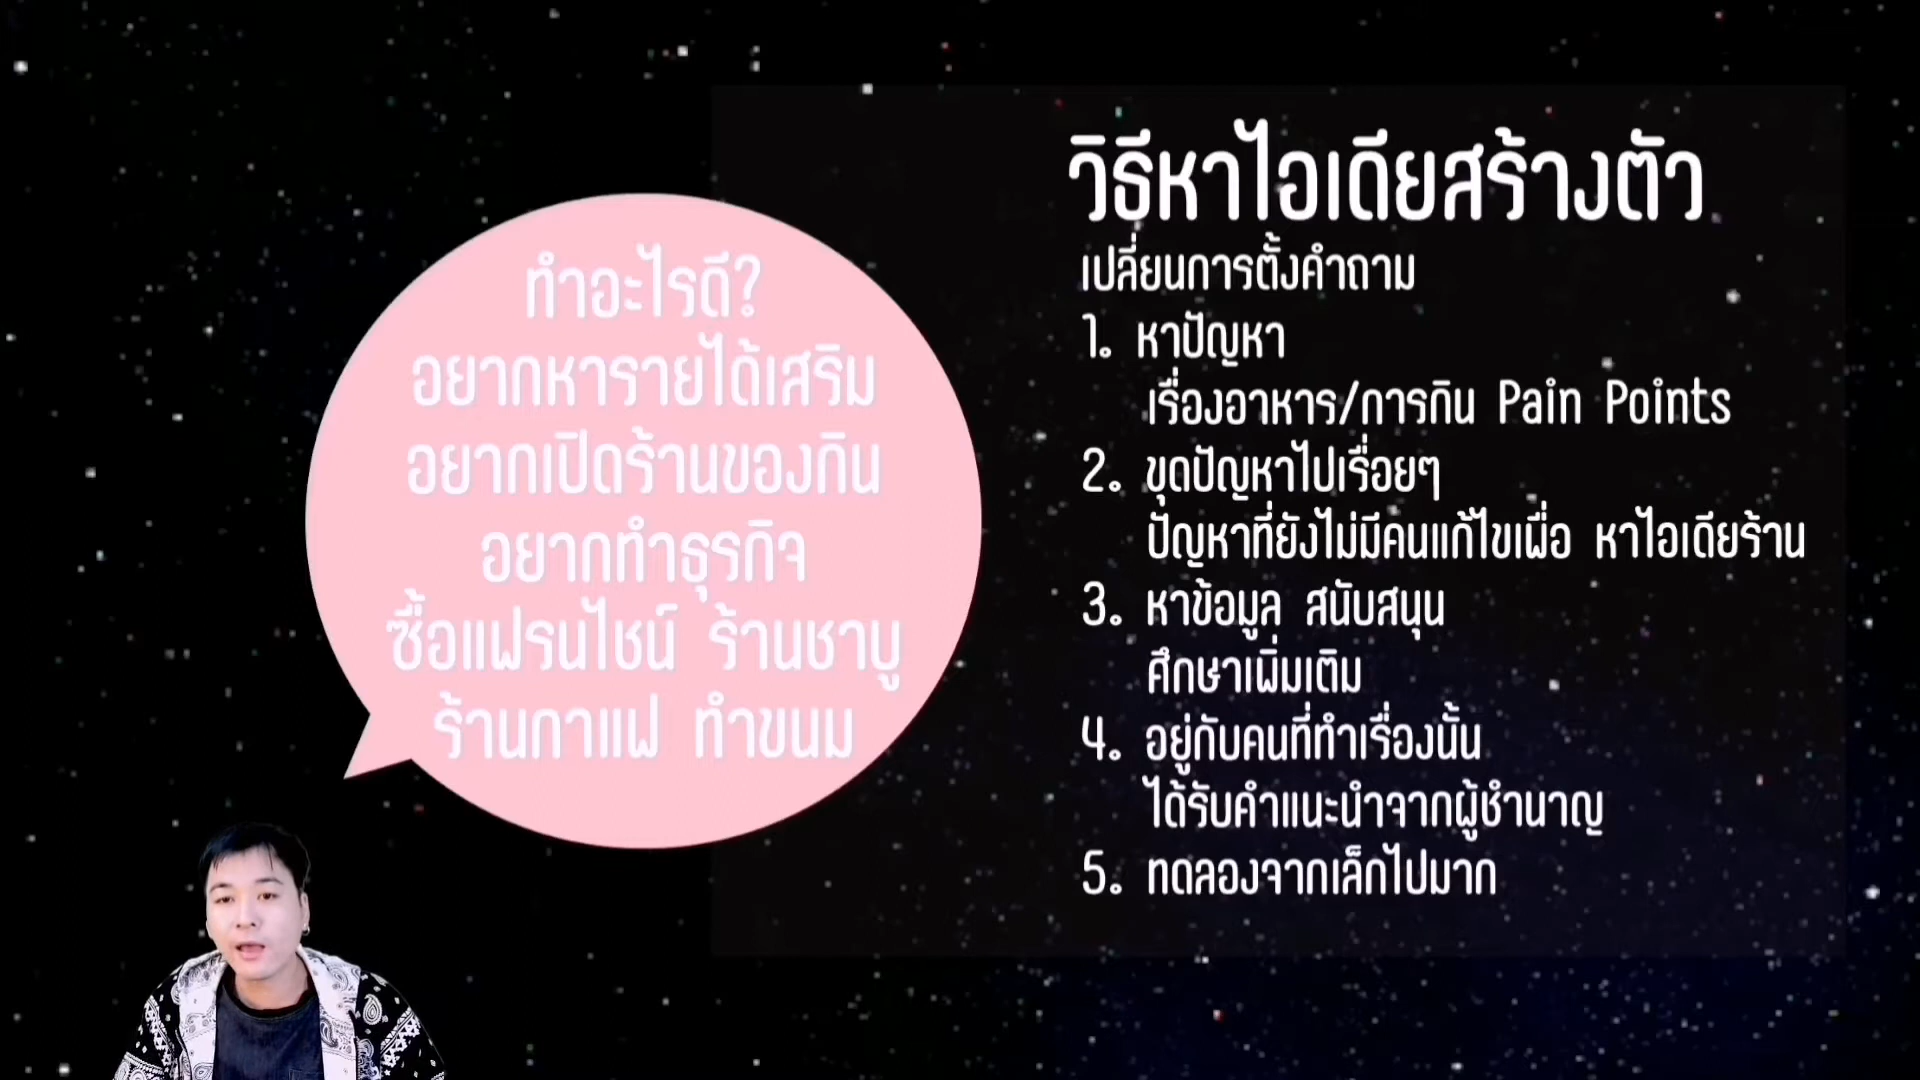 ทำอะไรดี?
อยากหารายได้เสริม
อยากเปิดร้านของกิน
อยากทำธุรกิจ
ซื้อแฟรนไชน์ ร้านชาบู
ร้านกาแฟ ทำขนม
วิธีหาไอเดียสร้างตัว
เปลี่ยนการตั้งคำถาม
1. หาปัญหา
เรื่องอาหาร/การกิน Pain Points
2. ขุดปัญหาไปเรื่อยๆ
ปัญหาที่ยังไม่มีคนแก้ไขเพื่อ หาไอเดียร้าน
3. หาข้อมูล สนับสนุน
ศึกษาเพิ่มเติม
4. อยู่กับคนที่ทำเรื่องนั้น
ได้รับคำแนะนำจากผู้ชำนาญ
5. ทดลองจากเล็กไปมาก